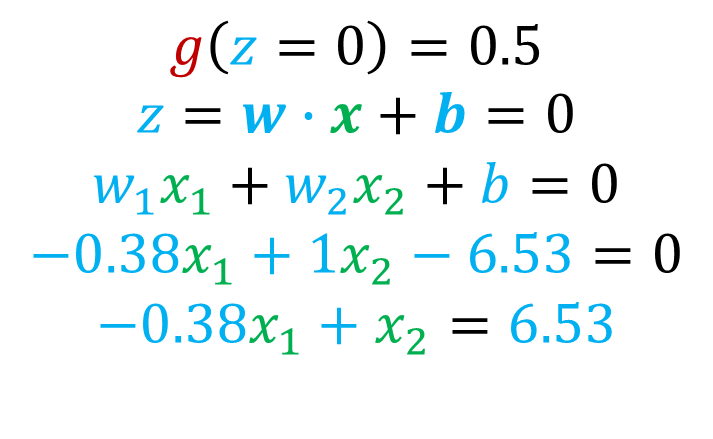 g(z = 0) = 0.5
z = w · x + b = 0
w₁x₁ + w₂x₂ + b = 0
−0.38x₁ + 1x₂ − 6.53 = 0
−0.38x₁ + x₂ = 6.53